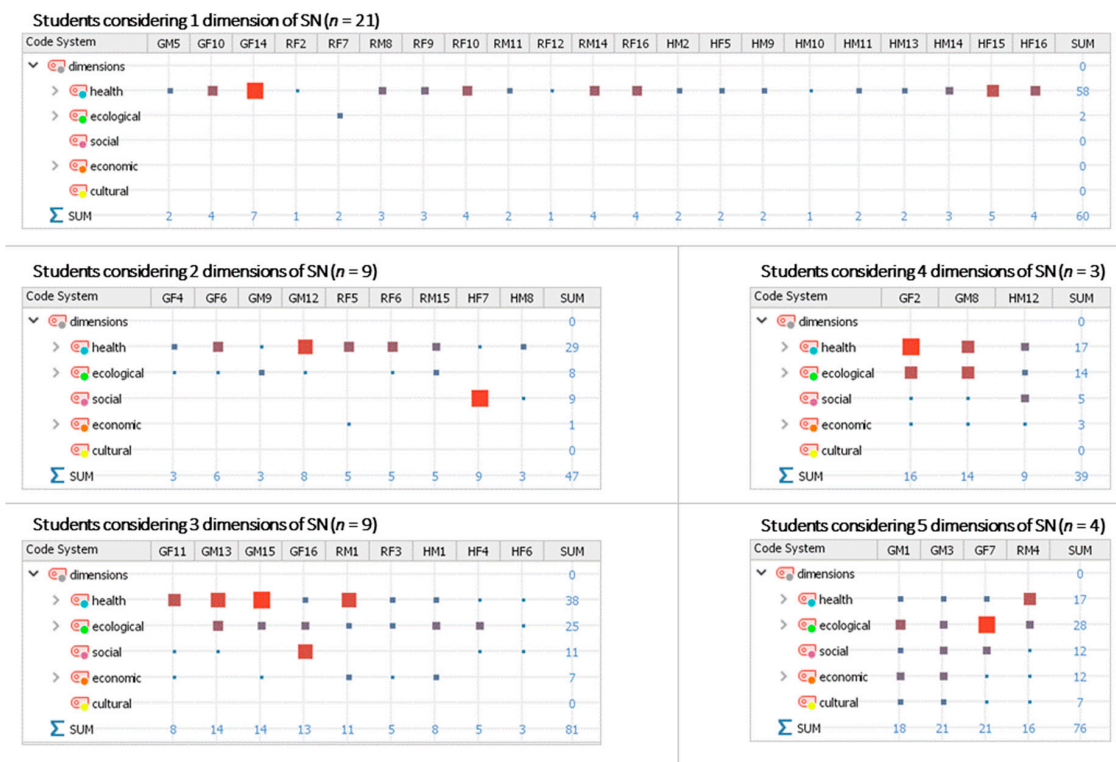 Students considering 1 dimension of SN (n = 21)
Code System GM5 GF10 GF14 RF2 RF7 RM8 RF9 RF10 RM11 RF12 RM14 RF16 HM2 HF5 HM9 HM10 HM11 HM13 HM14 HF15 HF16 SUM
dimensions 0
health 58
ecological 2
social 0
economic 0
cultural 0
Σ SUM 2 4 7 1 2 3 3 4 2 1 4 4 2 2 2 1 2 2 3 5 4 60
Students considering 2 dimensions of SN (n = 9)
Code System GF4 GF6 GM9 GM12 RF5 RF6 RM15 HF7 HM8 SUM
dimensions 0
health 29
ecological 8
social 9
economic 1
cultural 0
Σ SUM 3 6 3 8 5 5 5 9 3 47
Students considering 4 dimensions of SN (n = 3)
Code System GF2 GM8 HM12 SUM
dimensions 0
health 17
ecological 14
social 5
economic 3
cultural 0
Σ SUM 16 14 9 39
Students considering 3 dimensions of SN (n = 9)
Code System GF11 GM13 GM15 GF16 RM1 RF3 HM1 HF4 HF6 SUM
dimensions 0
health 38
ecological 25
social 11
economic 7
cultural 0
Σ SUM 8 14 14 13 11 5 8 5 3 81
Students considering 5 dimensions of SN (n = 4)
Code System GM1 GM3 GF7 RM4 SUM
dimensions 0
health 17
ecological 28
social 12
economic 12
cultural 7
Σ SUM 18 21 21 16 76